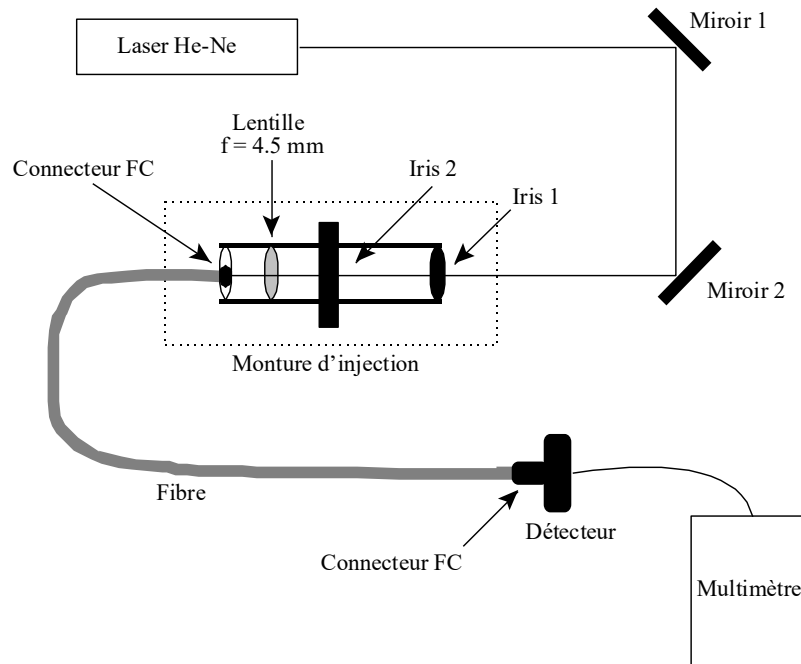 Miroir 1
Laser He-Ne
Lentille
f = 4.5 mm
Connecteur FC
Iris 2
Iris 1
Miroir 2
Monture d’injection
Fibre
Détecteur
Connecteur FC
Multimètre